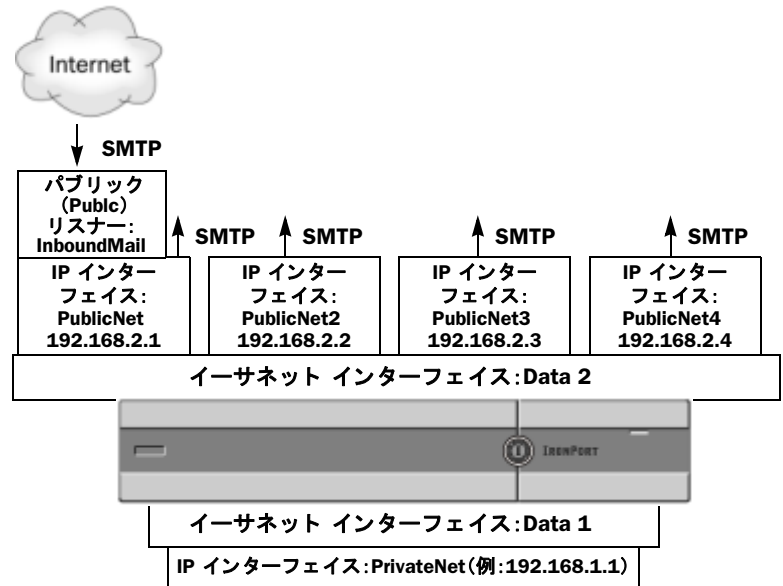 Internet
SMTP
パブリック
（Publc）
リスナー：
InboundMail
SMTP
SMTP
SMTP
SMTP
IP インター
フェイス：
PublicNet
192.168.2.1
IP インター
フェイス：
PublicNet2
192.168.2.2
IP インター
フェイス：
PublicNet3
192.168.2.3
IP インター
フェイス：
PublicNet4
192.168.2.4
イーサネット インターフェイス：Data 2
IRONPORT
イーサネット インターフェイス：Data 1
IP インターフェイス：PrivateNet（例：192.168.1.1）